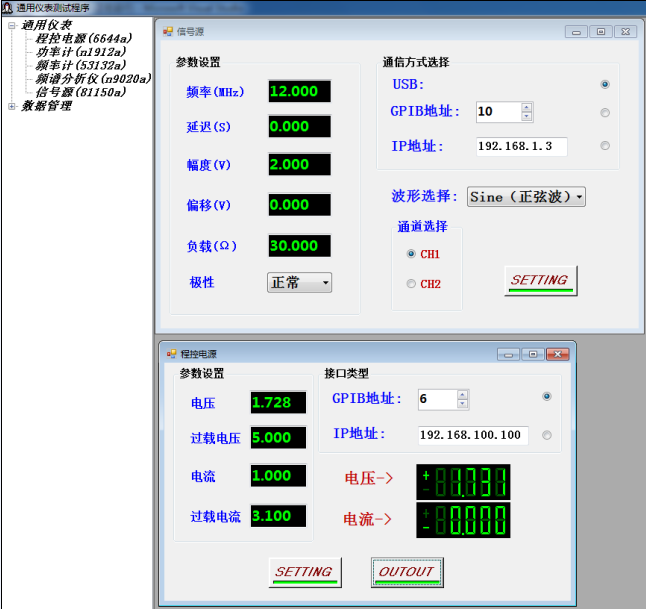 通用仪表测试程序
通用仪表
程控电源(6644a)
功率计(n1912a)
频率计(53132a)
频谱分析仪(n9020a)
信号源(81150a)
数据管理
信号源
参数设置
频率(MHz) 12.000
延迟(S) 0.000
幅度(V) 2.000
偏移(V) 0.000
负载(Ω) 30.000
极性 正常
通信方式选择
USB:
GPIB地址: 10
IP地址: 192.168.1.3
波形选择: Sine（正弦波）
通道选择
CH1
CH2
SETTING
程控电源
参数设置
电压 1.728
过载电压 5.000
电流 1.000
过载电流 3.100
接口类型
GPIB地址: 6
IP地址: 192.168.100.100
电压-> + 1.731
电流-> - 0.000
SETTING
OUTOUT